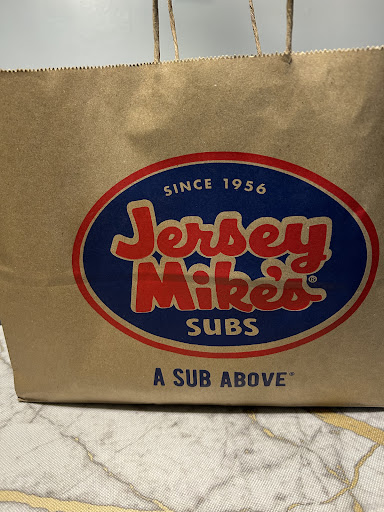 SINCE 1956
Jersey
Mike's®
SUBS
A SUB ABOVE®